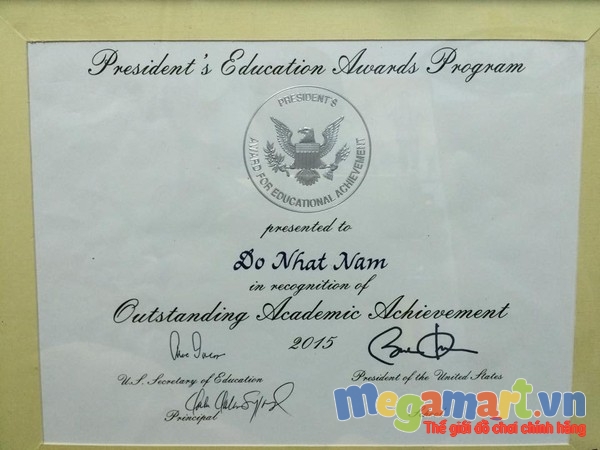 President's Education Awards Program
PRESIDENT'S
AWARD FOR EDUCATIONAL ACHIEVEMENT
presented to
Do Nhat Nam
in recognition of
Outstanding Academic Achievement
2015
U.S. Secretary of Education
President of the United States
Principal
megamart.vn
Thế giới đồ chơi chính hãng